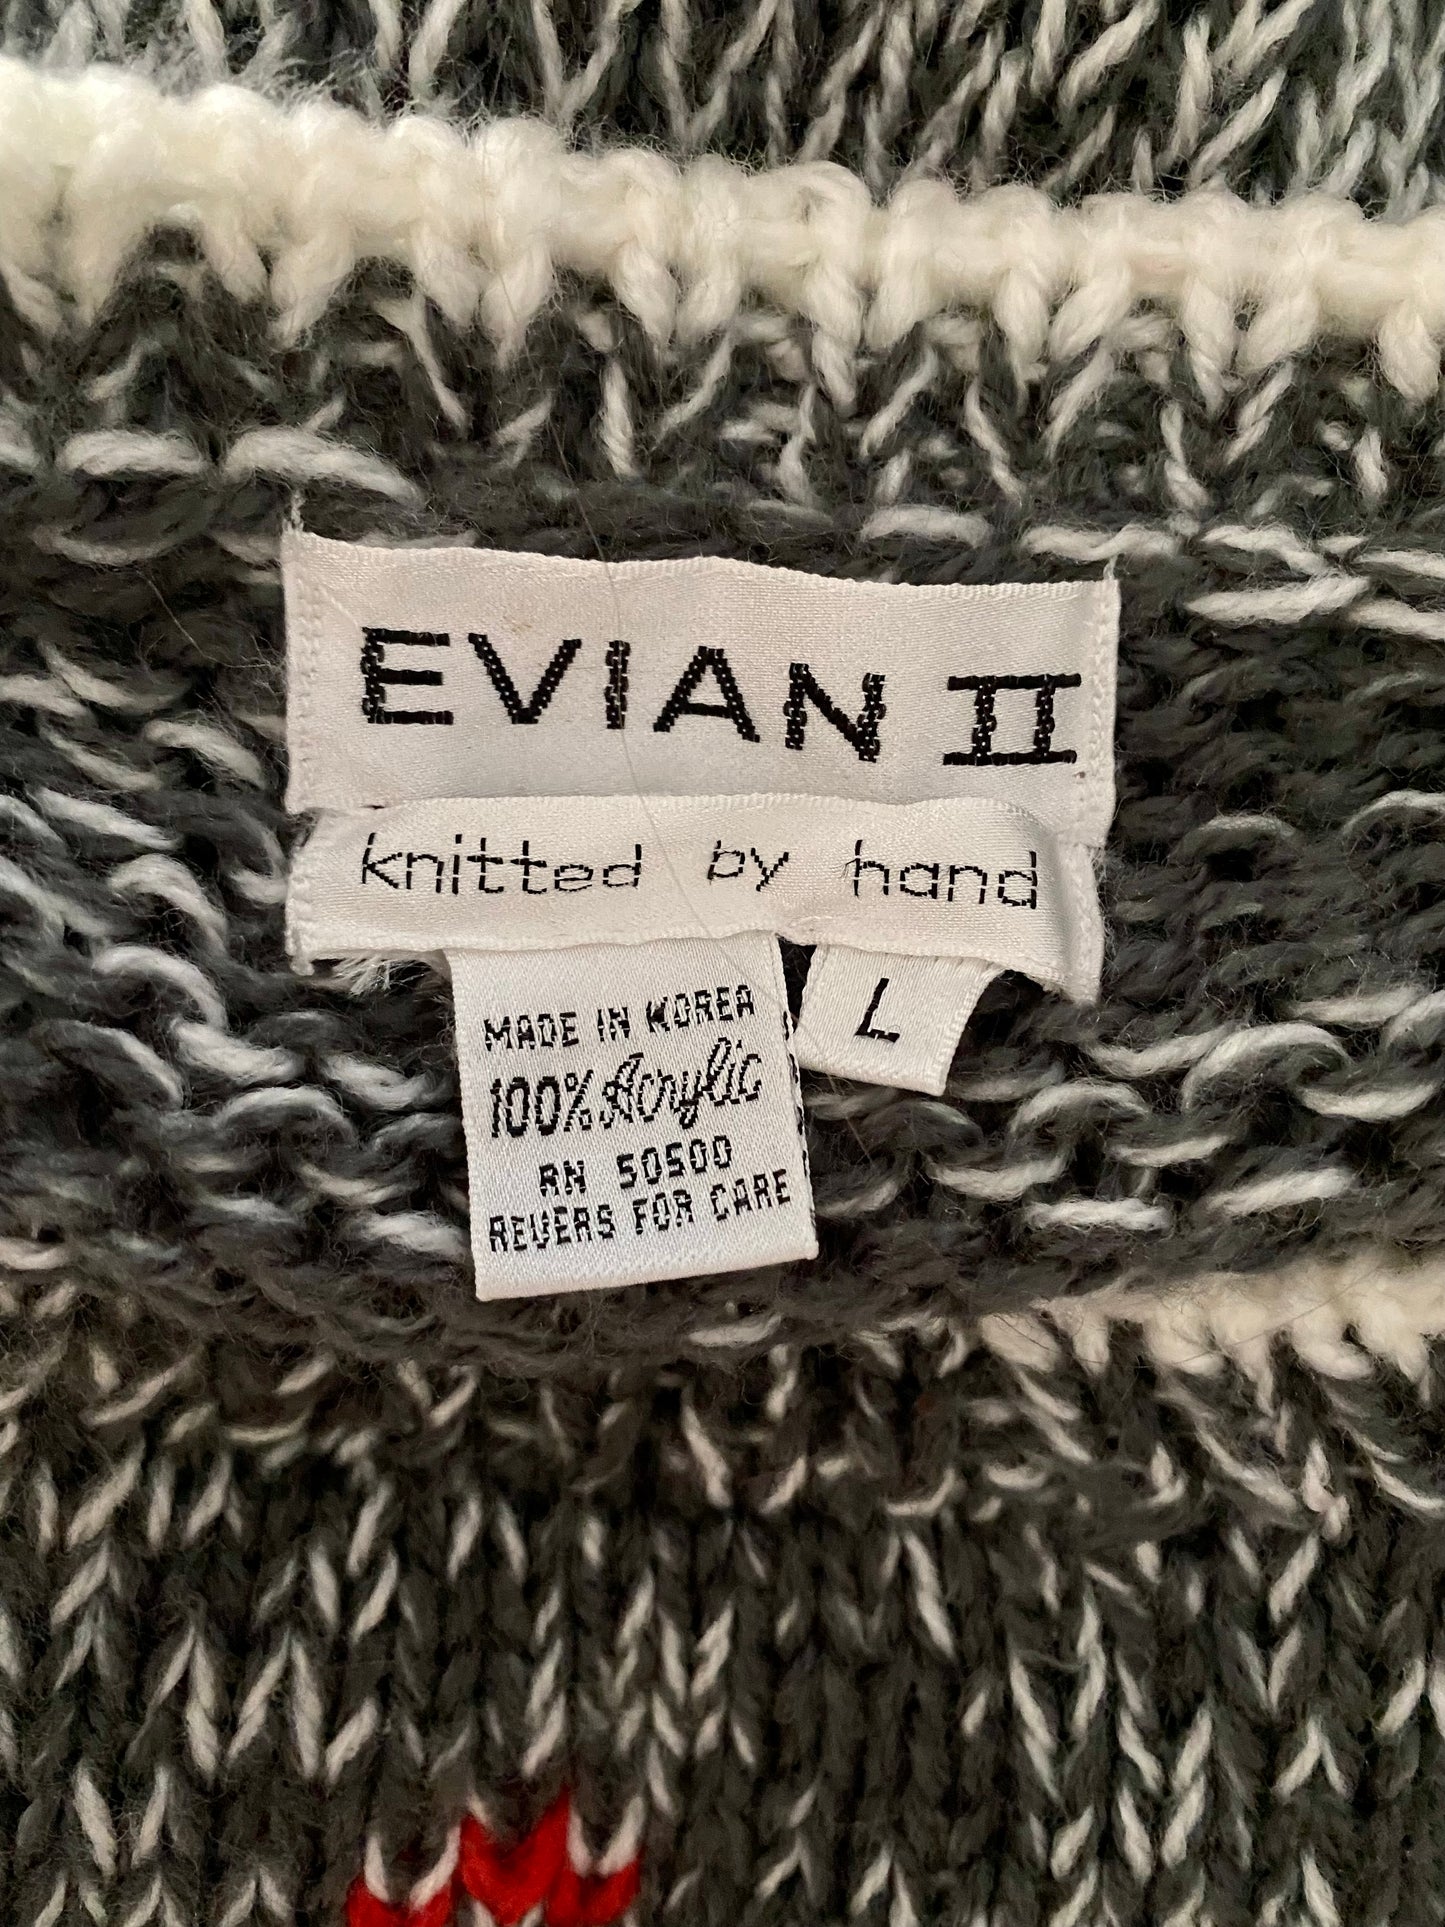 EVIAN II
knitted by hand
L
MADE IN KOREA
100% Acrylic
RN 50500
REVERS FOR CARE